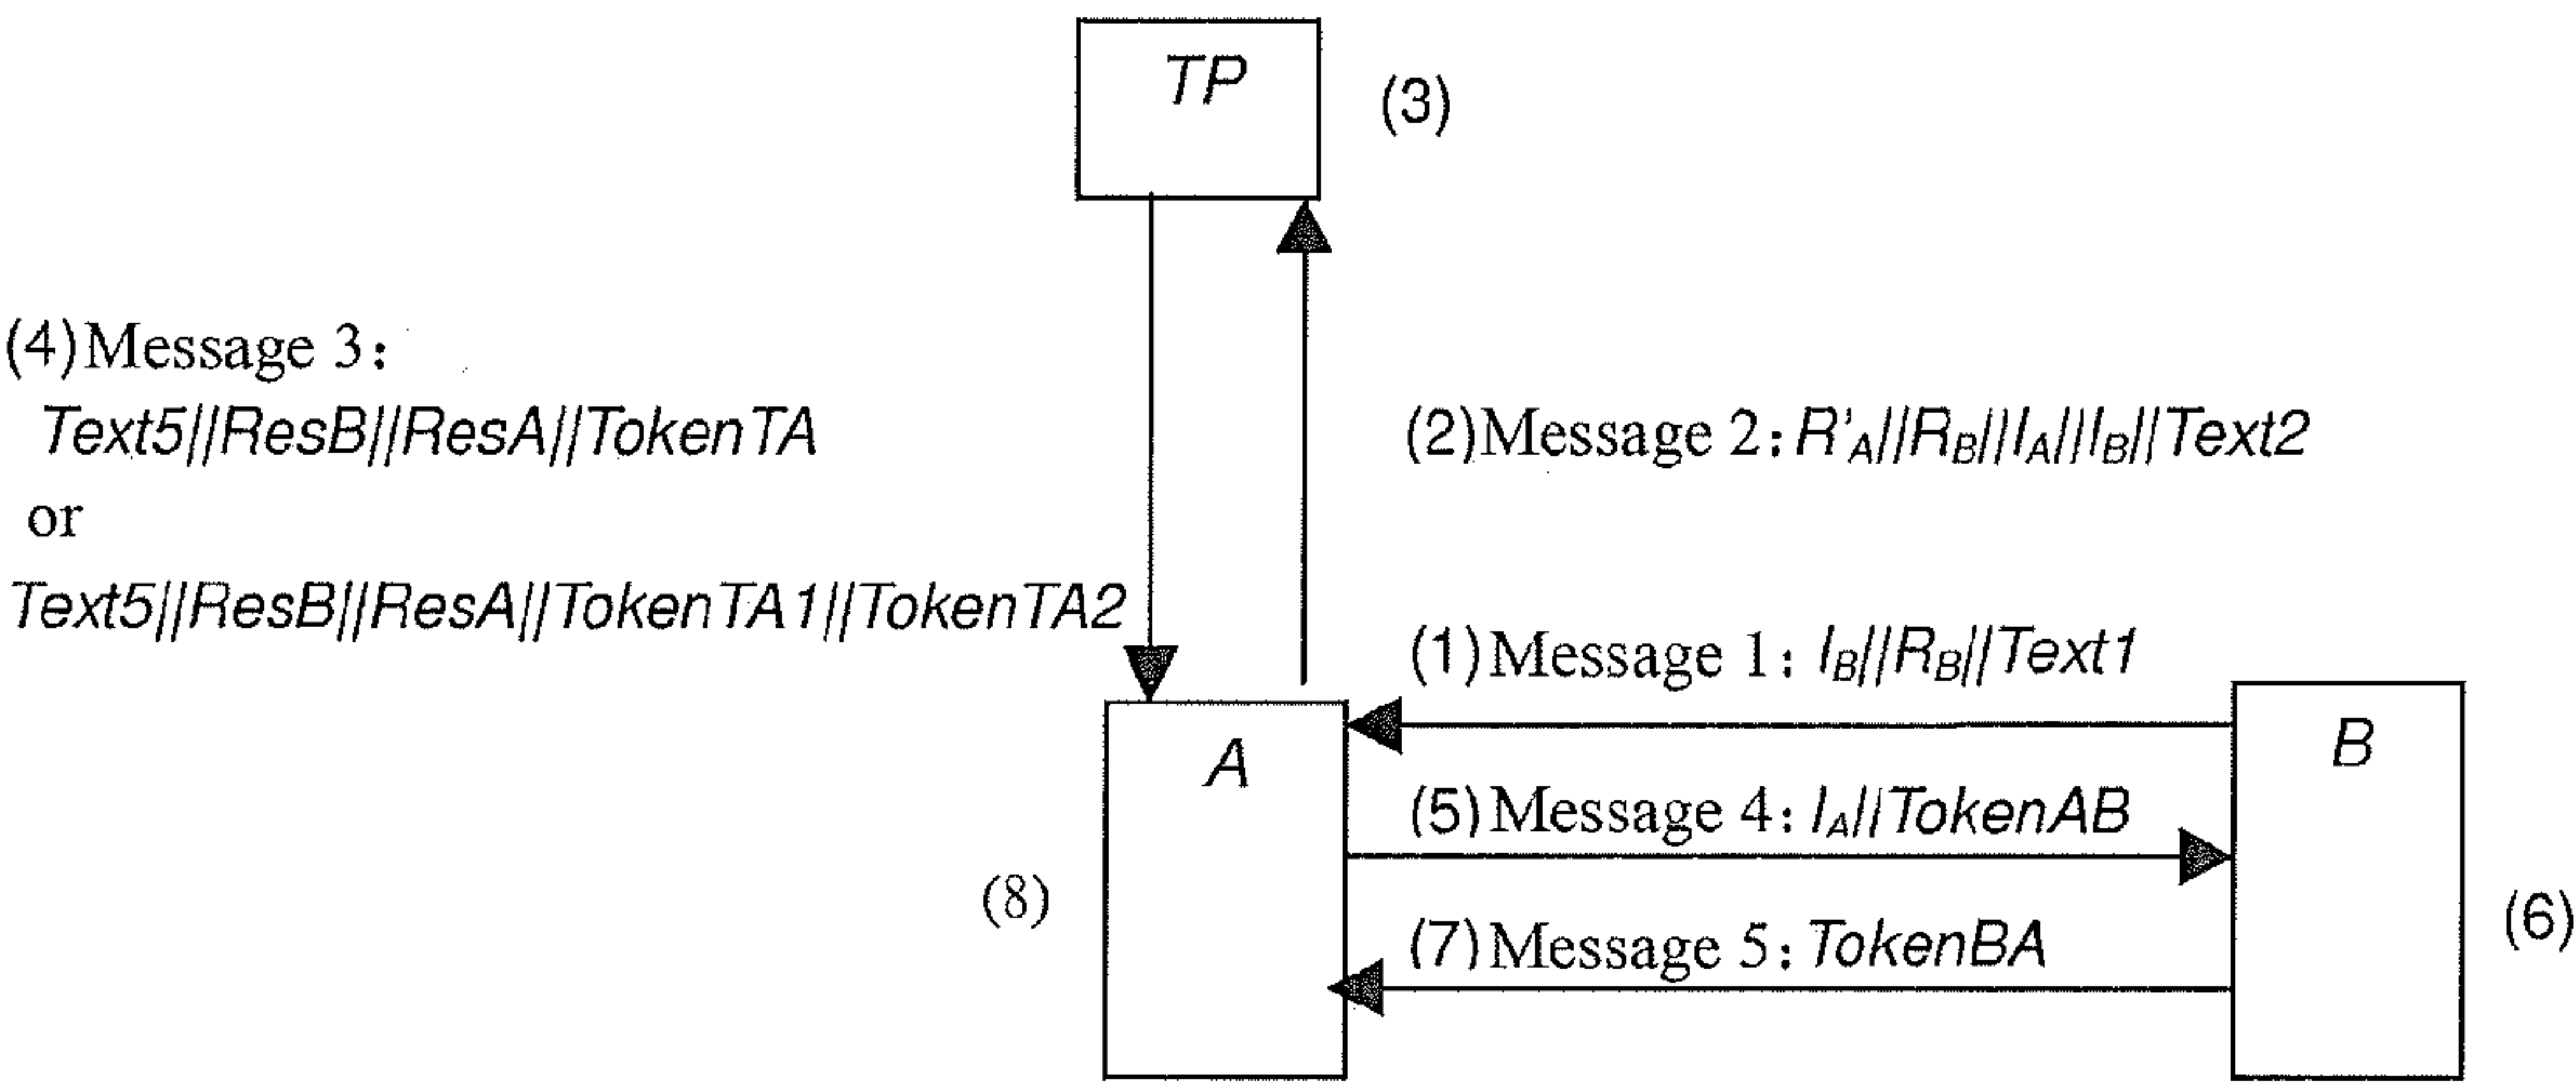 TP
(3)
(4)Message 3:
Text5||ResB||ResA||TokenTA
or
Text5||ResB||ResA||TokenTA1||TokenTA2
(2)Message 2: R'A||RB||IA||IB||Text2
(1)Message 1: IB||RB||Text1
A
B
(5)Message 4: IA||TokenAB
(8)
(6)
(7)Message 5: TokenBA